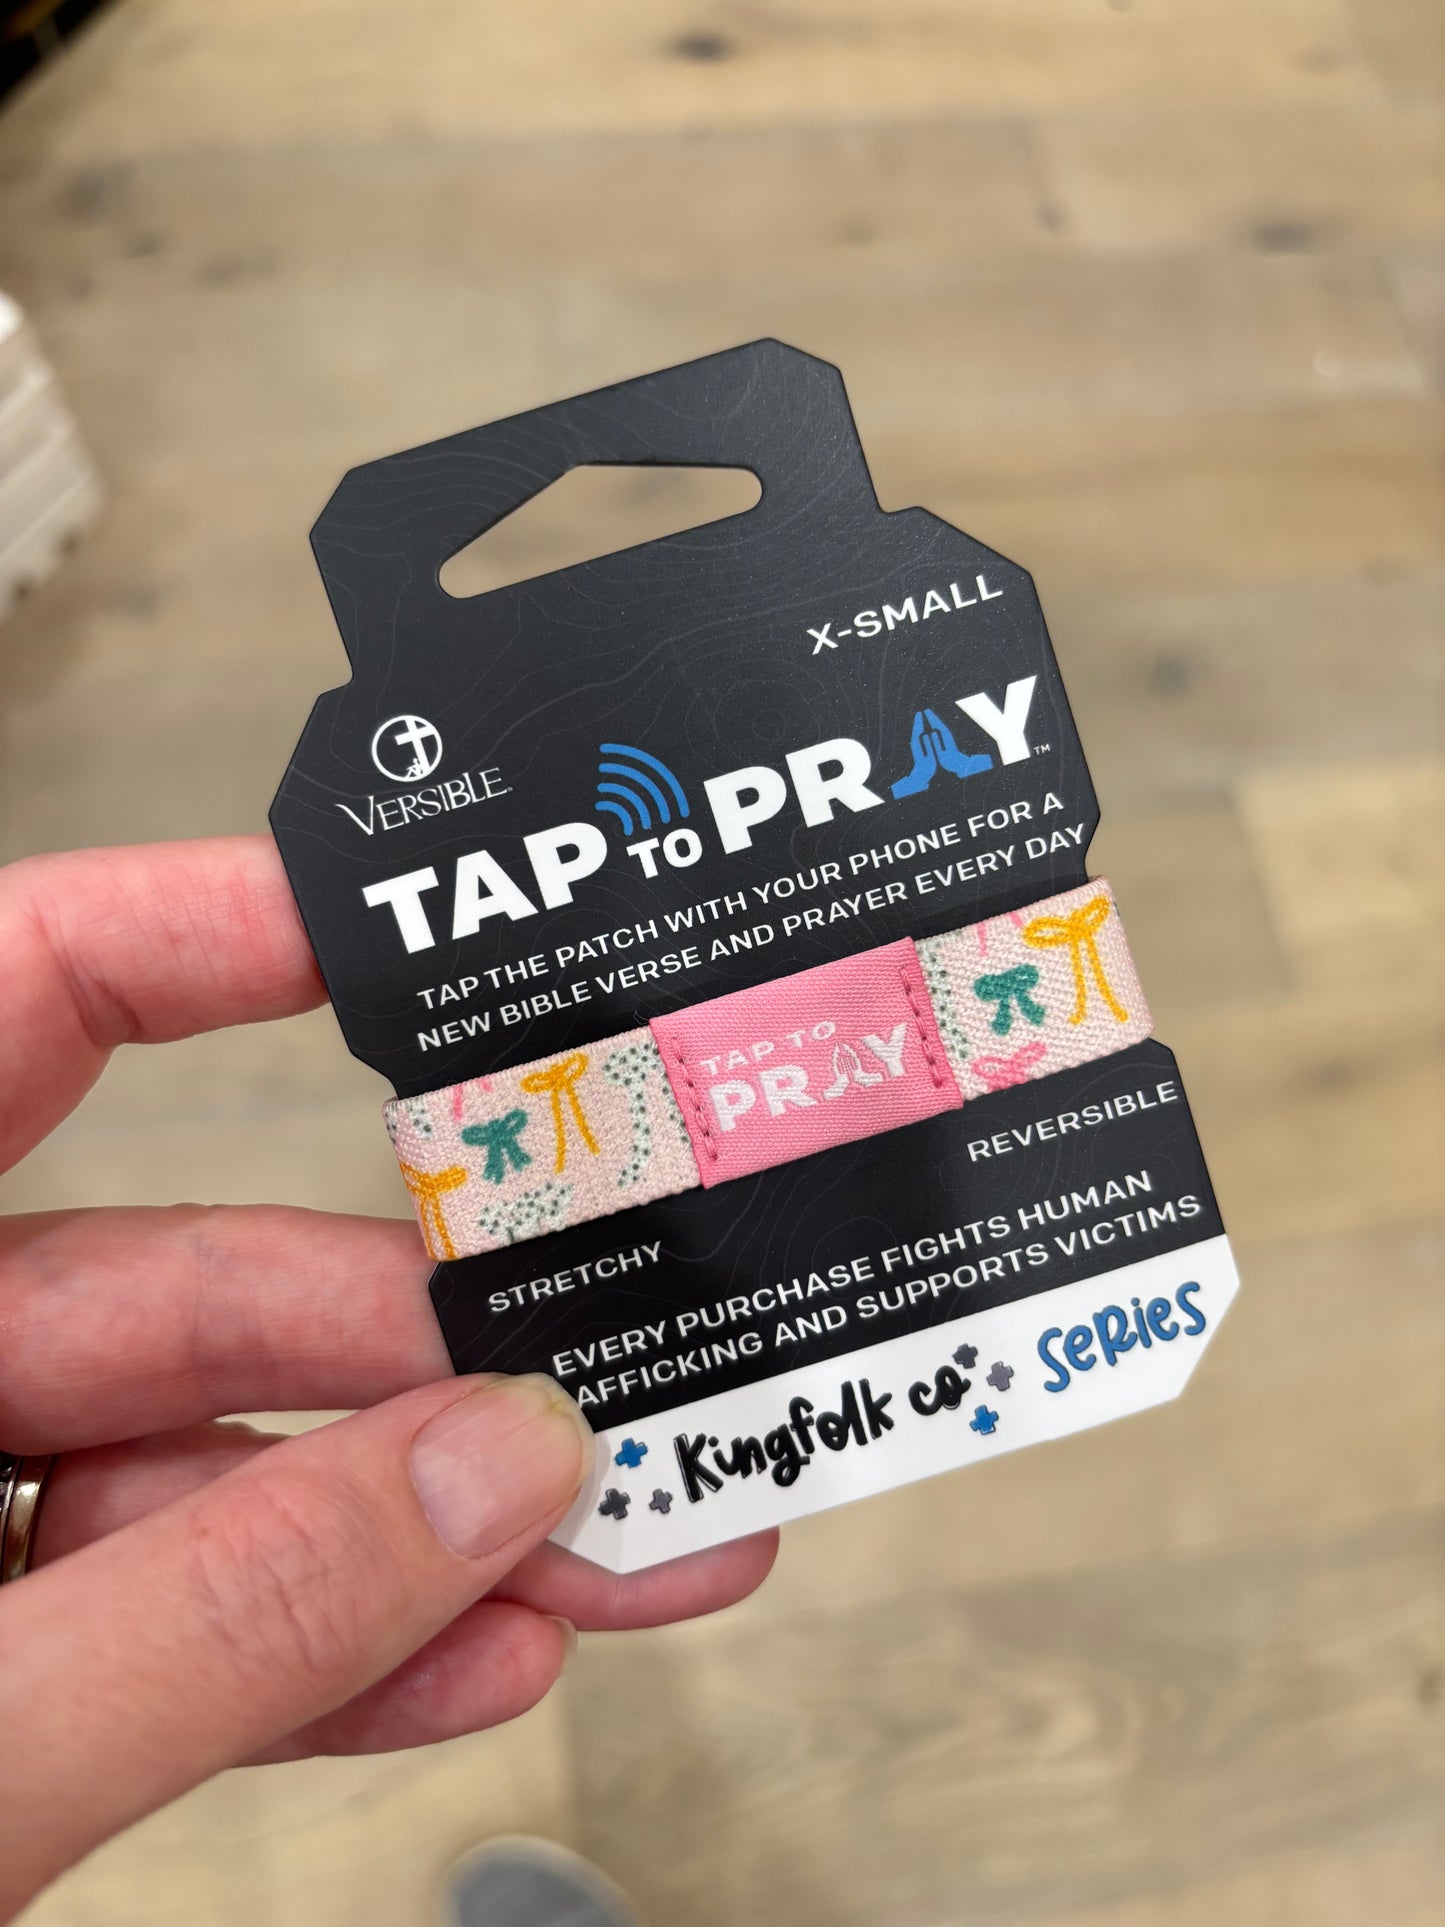 X-SMALL
VERSIBLE
TAP TO PRAY™
TAP THE PATCH WITH YOUR PHONE FOR A
NEW BIBLE VERSE AND PRAYER EVERY DAY
TAP TO
PRAY
REVERSIBLE
STRETCHY
EVERY PURCHASE FIGHTS HUMAN
AFFICKING AND SUPPORTS VICTIMS
Kingfolk co
SERIES